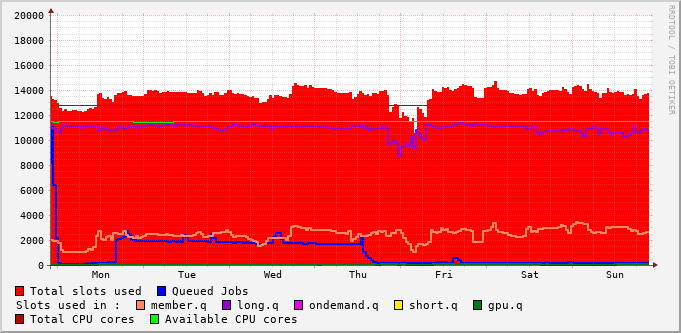 20000
18000
16000
14000
12000
10000
8000
6000
4000
2000
0
Mon Tue Wed Thu Fri Sat Sun
RRDTOOL / TOBI OETIKER
Total slots used Queued Jobs
Slots used in : member.q long.q ondemand.q short.q gpu.q
Total CPU cores Available CPU cores